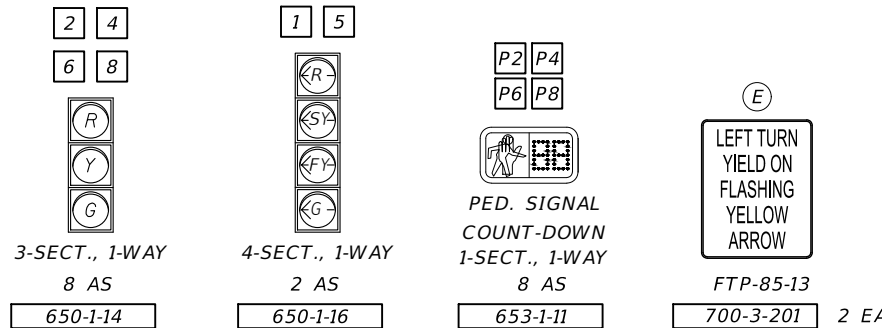 2 4
6 8
R
Y
G
3-SECT., 1-WAY
8 AS
650-1-14
1 5
R
SY
FY
G
4-SECT., 1-WAY
2 AS
650-1-16
P2 P4
P6 P8
88
PED. SIGNAL
COUNT-DOWN
1-SECT., 1-WAY
8 AS
653-1-11
E
LEFT TURN
YIELD ON
FLASHING
YELLOW
ARROW
FTP-85-13
700-3-201 2 EA